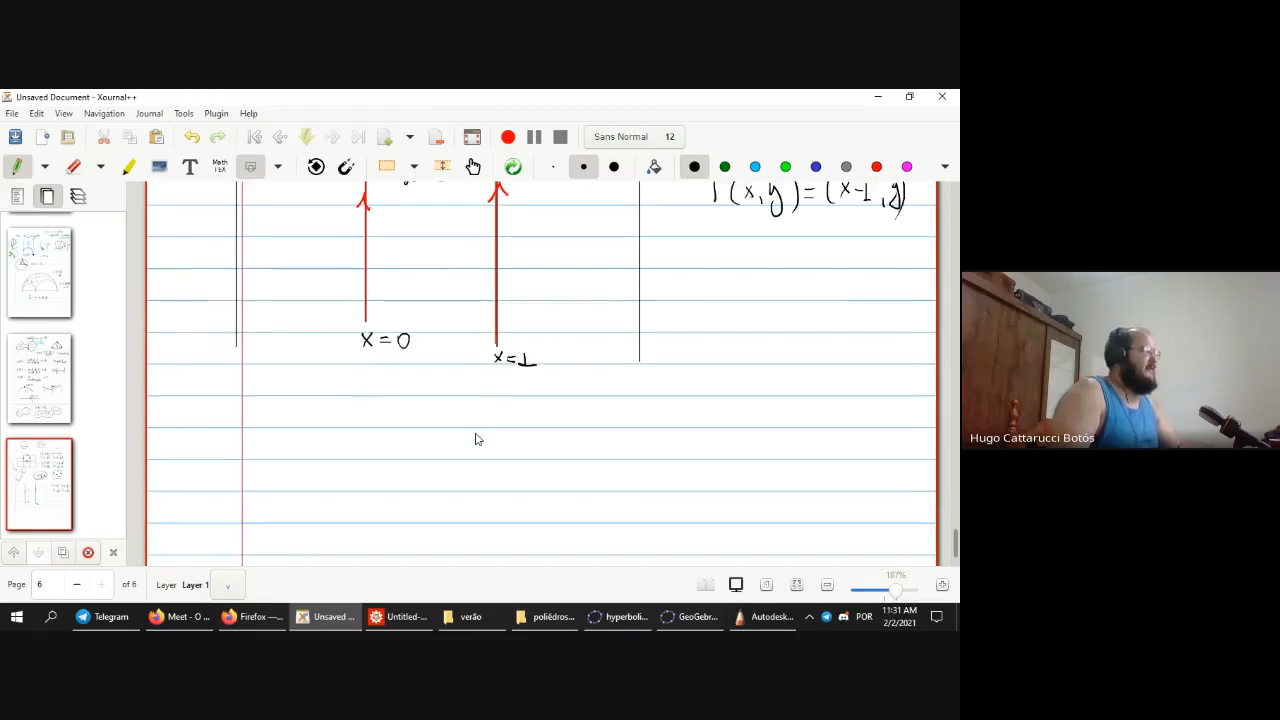 Unsaved Document - Xournal++
File Edit View Navigation Journal Tools Plugin Help
Sans Normal 12
T Math TEX
(x, y) = (x-1, y)
x = 0
x = 1
Hugo Cattarucci Botós
Page 6 of 6 Layer Layer 1 187%
Telegram Meet - O ... Firefox —... Unsaved ... Untitled-... verão poliédros... hyperboli... GeoGebr... Autodesk... POR 11:31 AM
2/2/2021